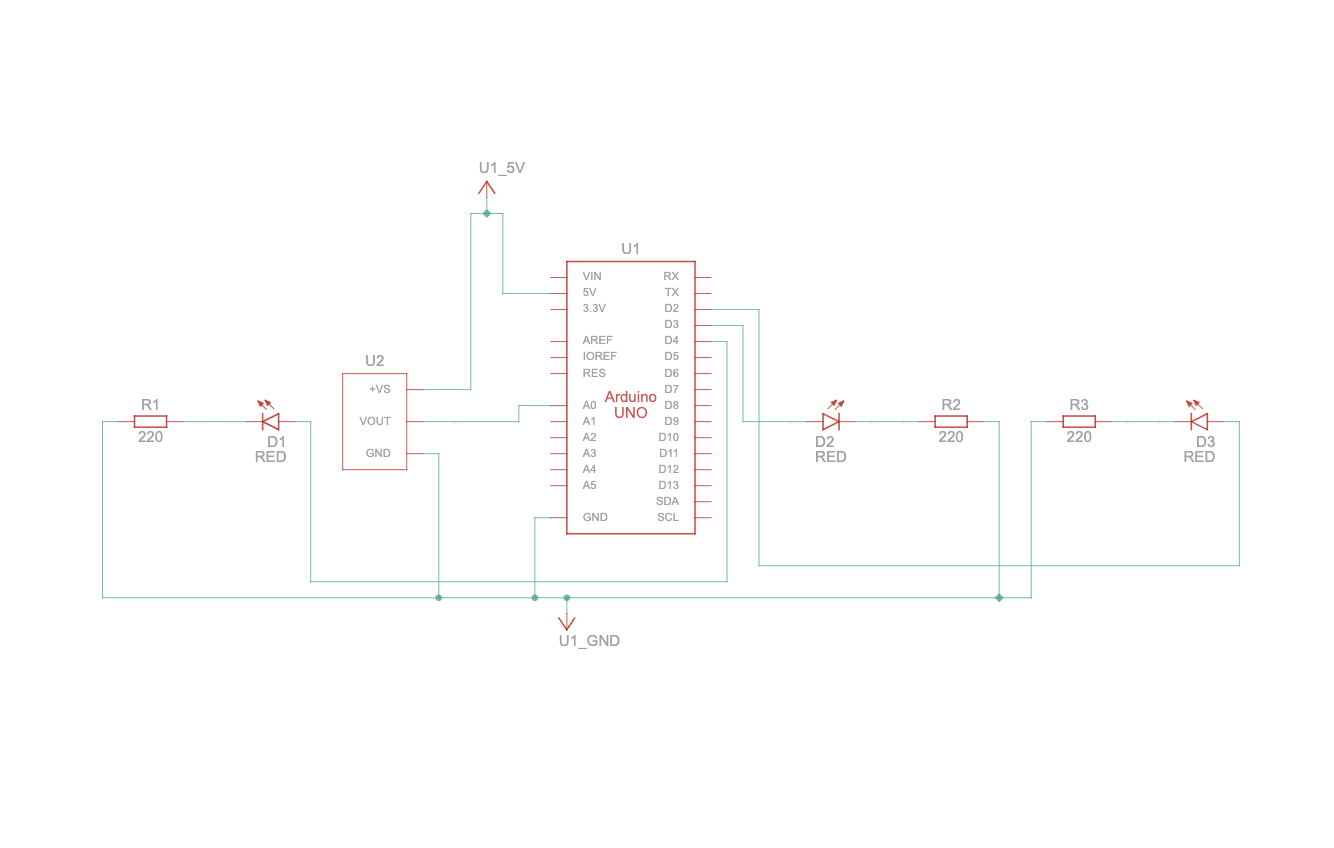 U1_5V
U1
VIN
RX
5V
TX
3.3V
D2
D3
AREF
D4
IOREF
D5
RES
D6
D7
Arduino
UNO
A0
D8
A1
D9
A2
D10
A3
D11
A4
D12
A5
D13
SDA
GND
SCL
U2
+VS
VOUT
GND
R1
220
D1
RED
D2
RED
R2
220
R3
220
D3
RED
U1_GND